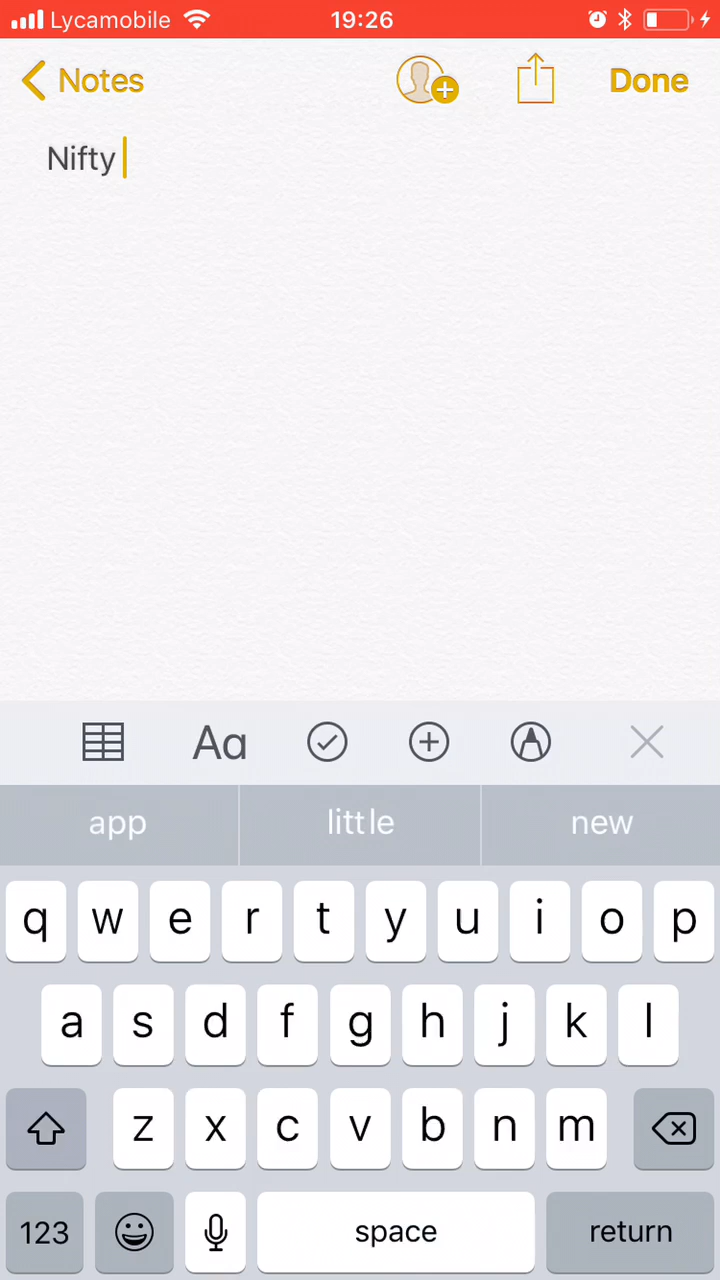 Lycamobile 19:26
Notes Done
Nifty
Aa
app little new
q w e r t y u i o p
a s d f g h j k l
z x c v b n m
123 space return